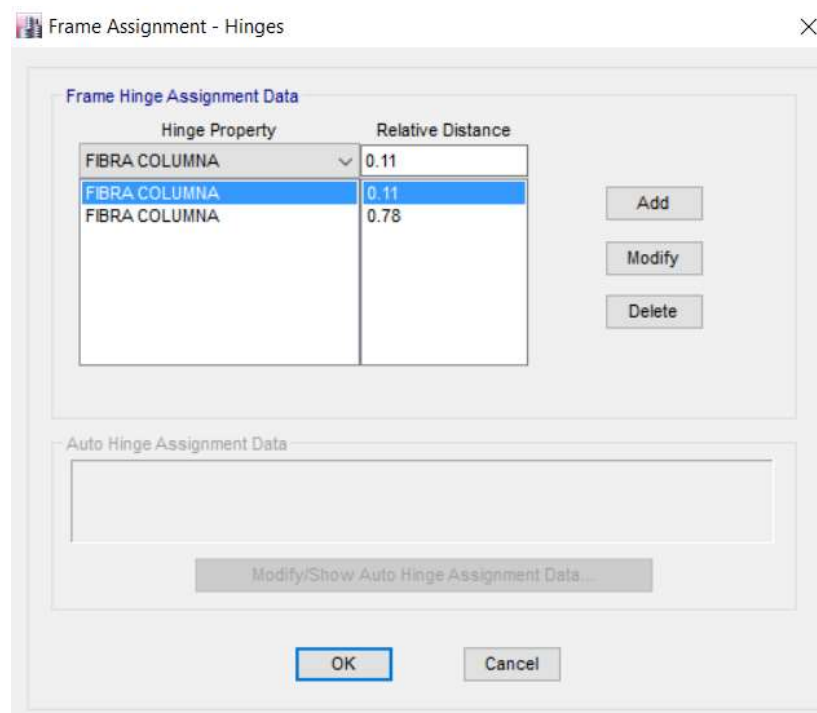 Frame Assignment - Hinges
Frame Hinge Assignment Data
Hinge Property Relative Distance
FIBRA COLUMNA 0.11
FIBRA COLUMNA 0.11
FIBRA COLUMNA 0.78
Add
Modify
Delete
Auto Hinge Assignment Data
Modify/Show Auto Hinge Assignment Data...
OK Cancel